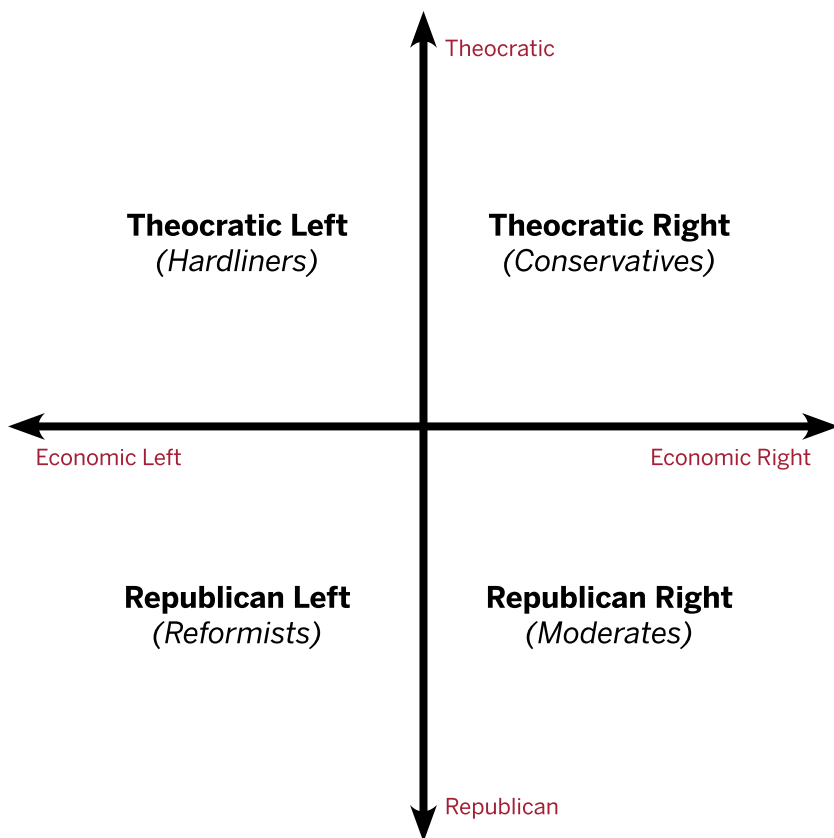 Theocratic
Theocratic Left
(Hardliners)
Theocratic Right
(Conservatives)
Economic Left
Economic Right
Republican Left
(Reformists)
Republican Right
(Moderates)
Republican